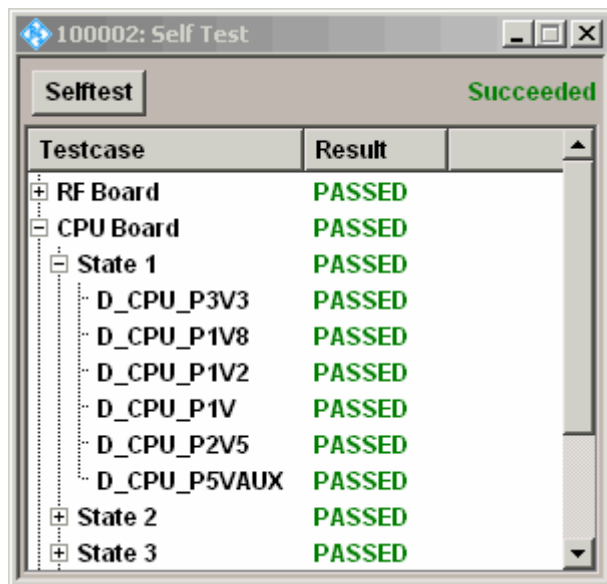 100002: Self Test
Selftest Succeeded
Testcase Result
RF Board PASSED
CPU Board PASSED
State 1 PASSED
D_CPU_P3V3 PASSED
D_CPU_P1V8 PASSED
D_CPU_P1V2 PASSED
D_CPU_P1V PASSED
D_CPU_P2V5 PASSED
D_CPU_P5VAUX PASSED
State 2 PASSED
State 3 PASSED